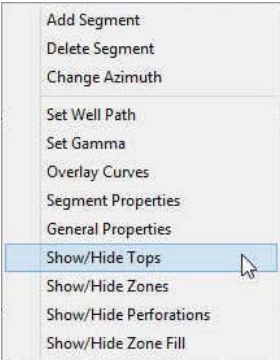 Add Segment
Delete Segment
Change Azimuth
Set Well Path
Set Gamma
Overlay Curves
Segment Properties
General Properties
Show/Hide Tops
Show/Hide Zones
Show/Hide Perforations
Show/Hide Zone Fill